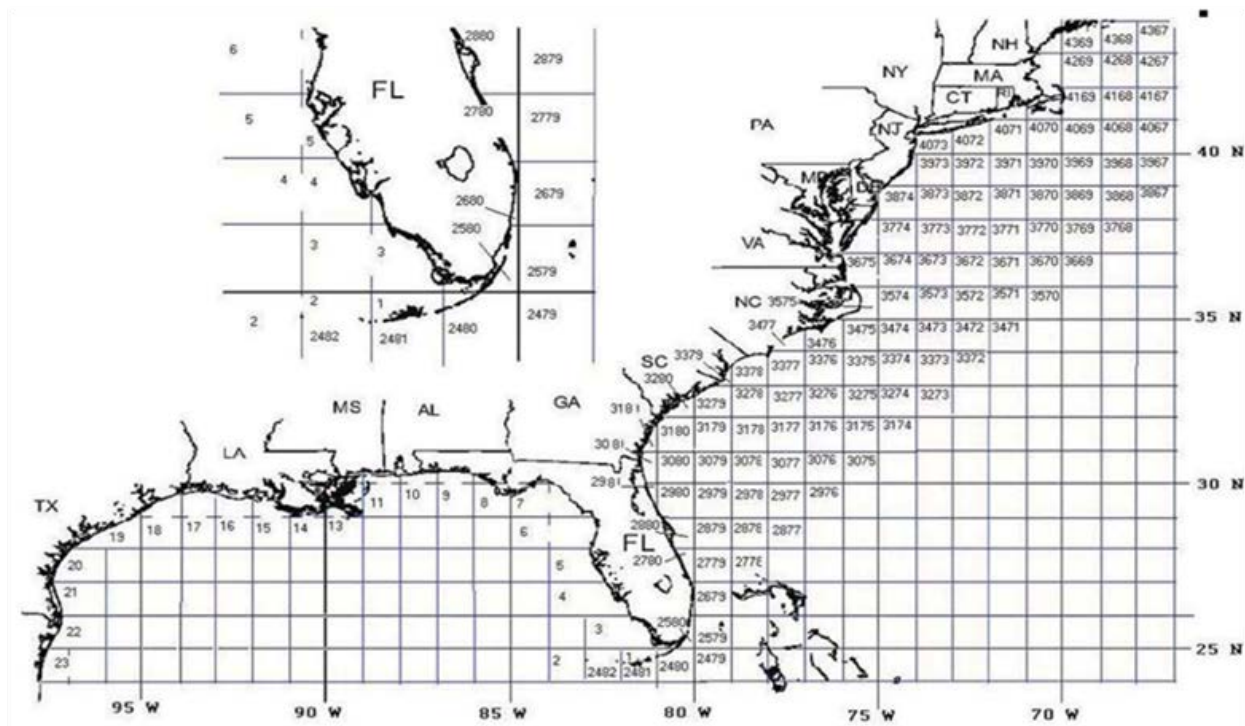 2880
6
2879
NH
4369 4368 4367
NY
MA
4269 4268 4267
FL
CT RI
4169 4168 4167
5
2780
2779
PA
NJ
4071 4070 4069 4068 4067
5
4073 4072
40 N
3973 3972 3971 3970 3969 3968 3967
4 4
2679
MD DE
3874 3873 3872 3871 3870 3869 3868 3867
2680
3774 3773 3772 3771 3770 3769 3768
2580
VA
3 3
3675 3674 3673 3672 3671 3670 3669
2579
NC 3575
3574 3573 3572 3571 3570
2 2 1
2482 2481 2480 2479
35 N
3477
3475 3474 3473 3472 3471
3476
SC 3379
3378 3377 3376 3375 3374 3373 3372
3280
GA
3279 3278 3277 3276 3275 3274 3273
MS AL
3181
3180 3179 3178 3177 3176 3175 3174
LA
3081
3080 3079 3078 3077 3076 3075
2981
30 N
2980 2979 2978 2977 2976
TX
19 18 17 16 15 14 13 11 10 9 8 7
6
2880
2879 2878 2877
FL
20
5
2780
2779 2778
21
4
2679
22
3
2580
2579
25 N
23
2
2482 1 2481 2480 2479
95 W 90 W 85 W 80 W 75 W 70 W